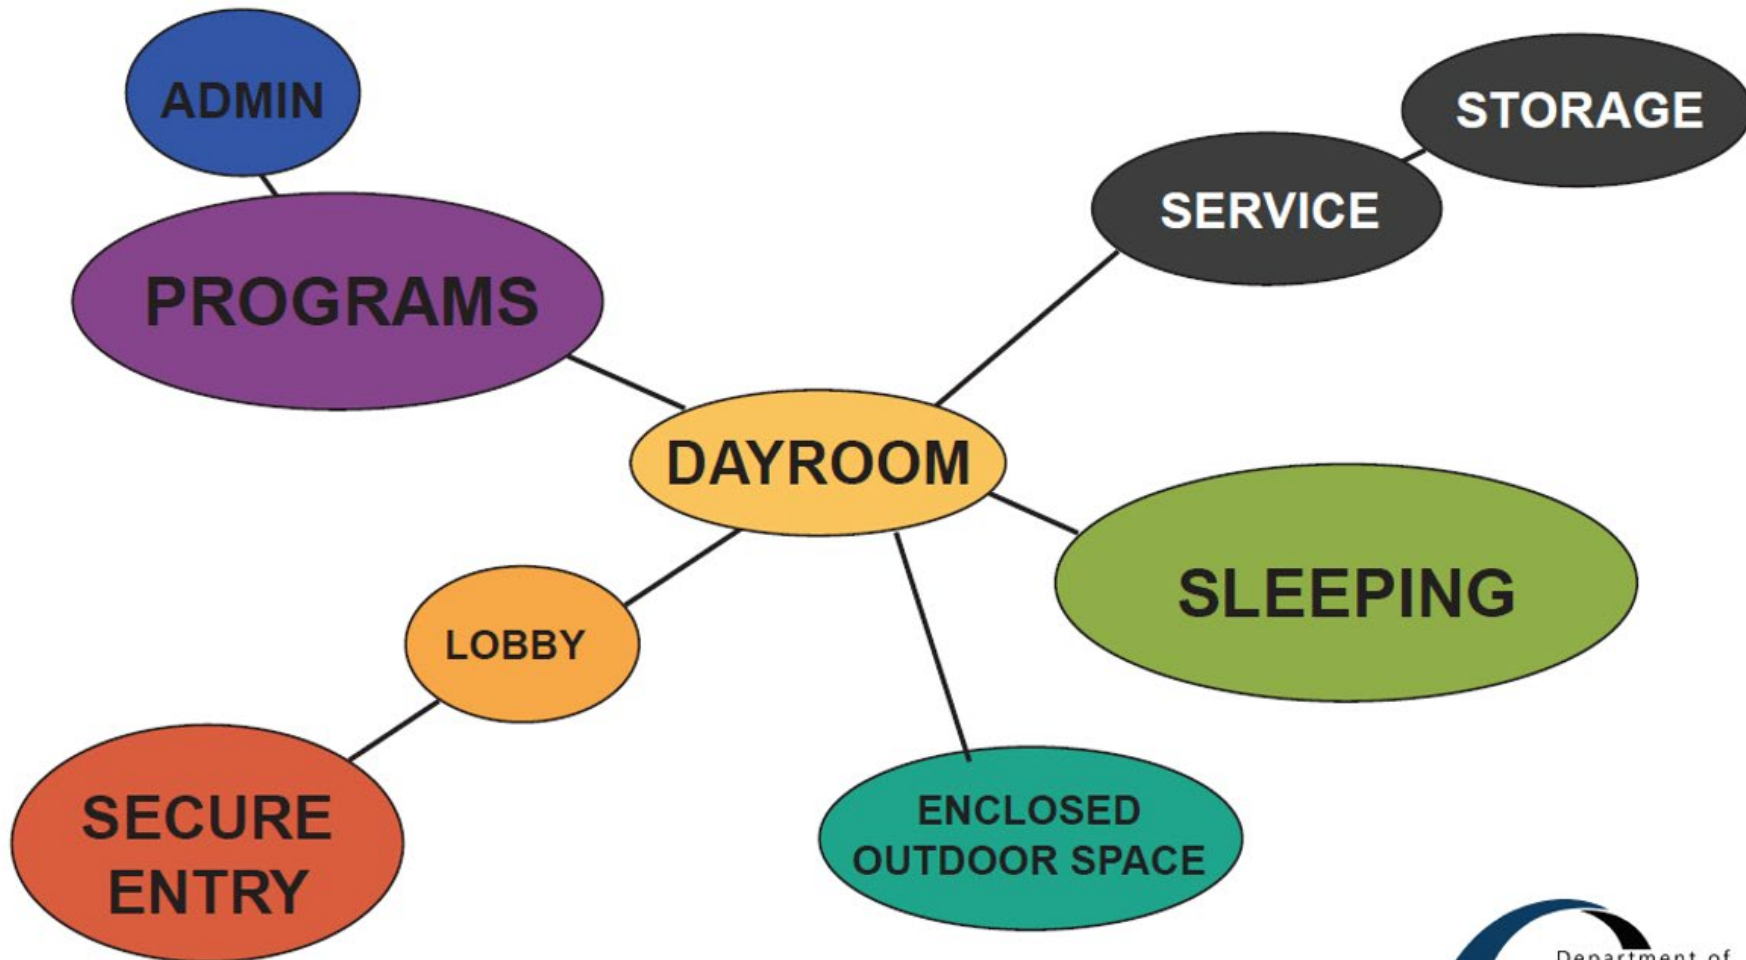 ADMIN
STORAGE
SERVICE
PROGRAMS
DAYROOM
SLEEPING
LOBBY
SECURE
ENTRY
ENCLOSED
OUTDOOR SPACE
Department of